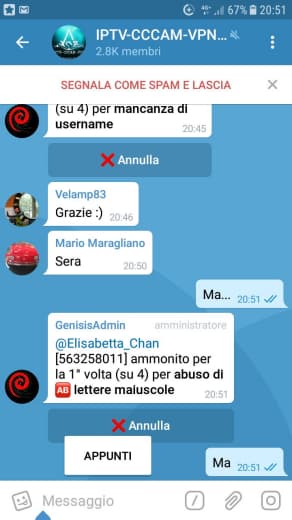 67% 20:51
IPTV-CCCAM-VPN...
2.8K membri
SEGNALA COME SPAM E LASCIA
(su 4) per mancanza di
username
20:45
❌ Annulla
Velamp83
Grazie :) 20:46
Mario Maragliano
Sera 20:50
Ma... 20:51
GenisisAdmin amministratore
@Elisabetta_Chan
[563258011] ammonito per
la 1° volta (su 4) per abuso di
🆎 lettere maiuscole
20:51
❌ Annulla
APPUNTI
Ma 20:51
Messaggio